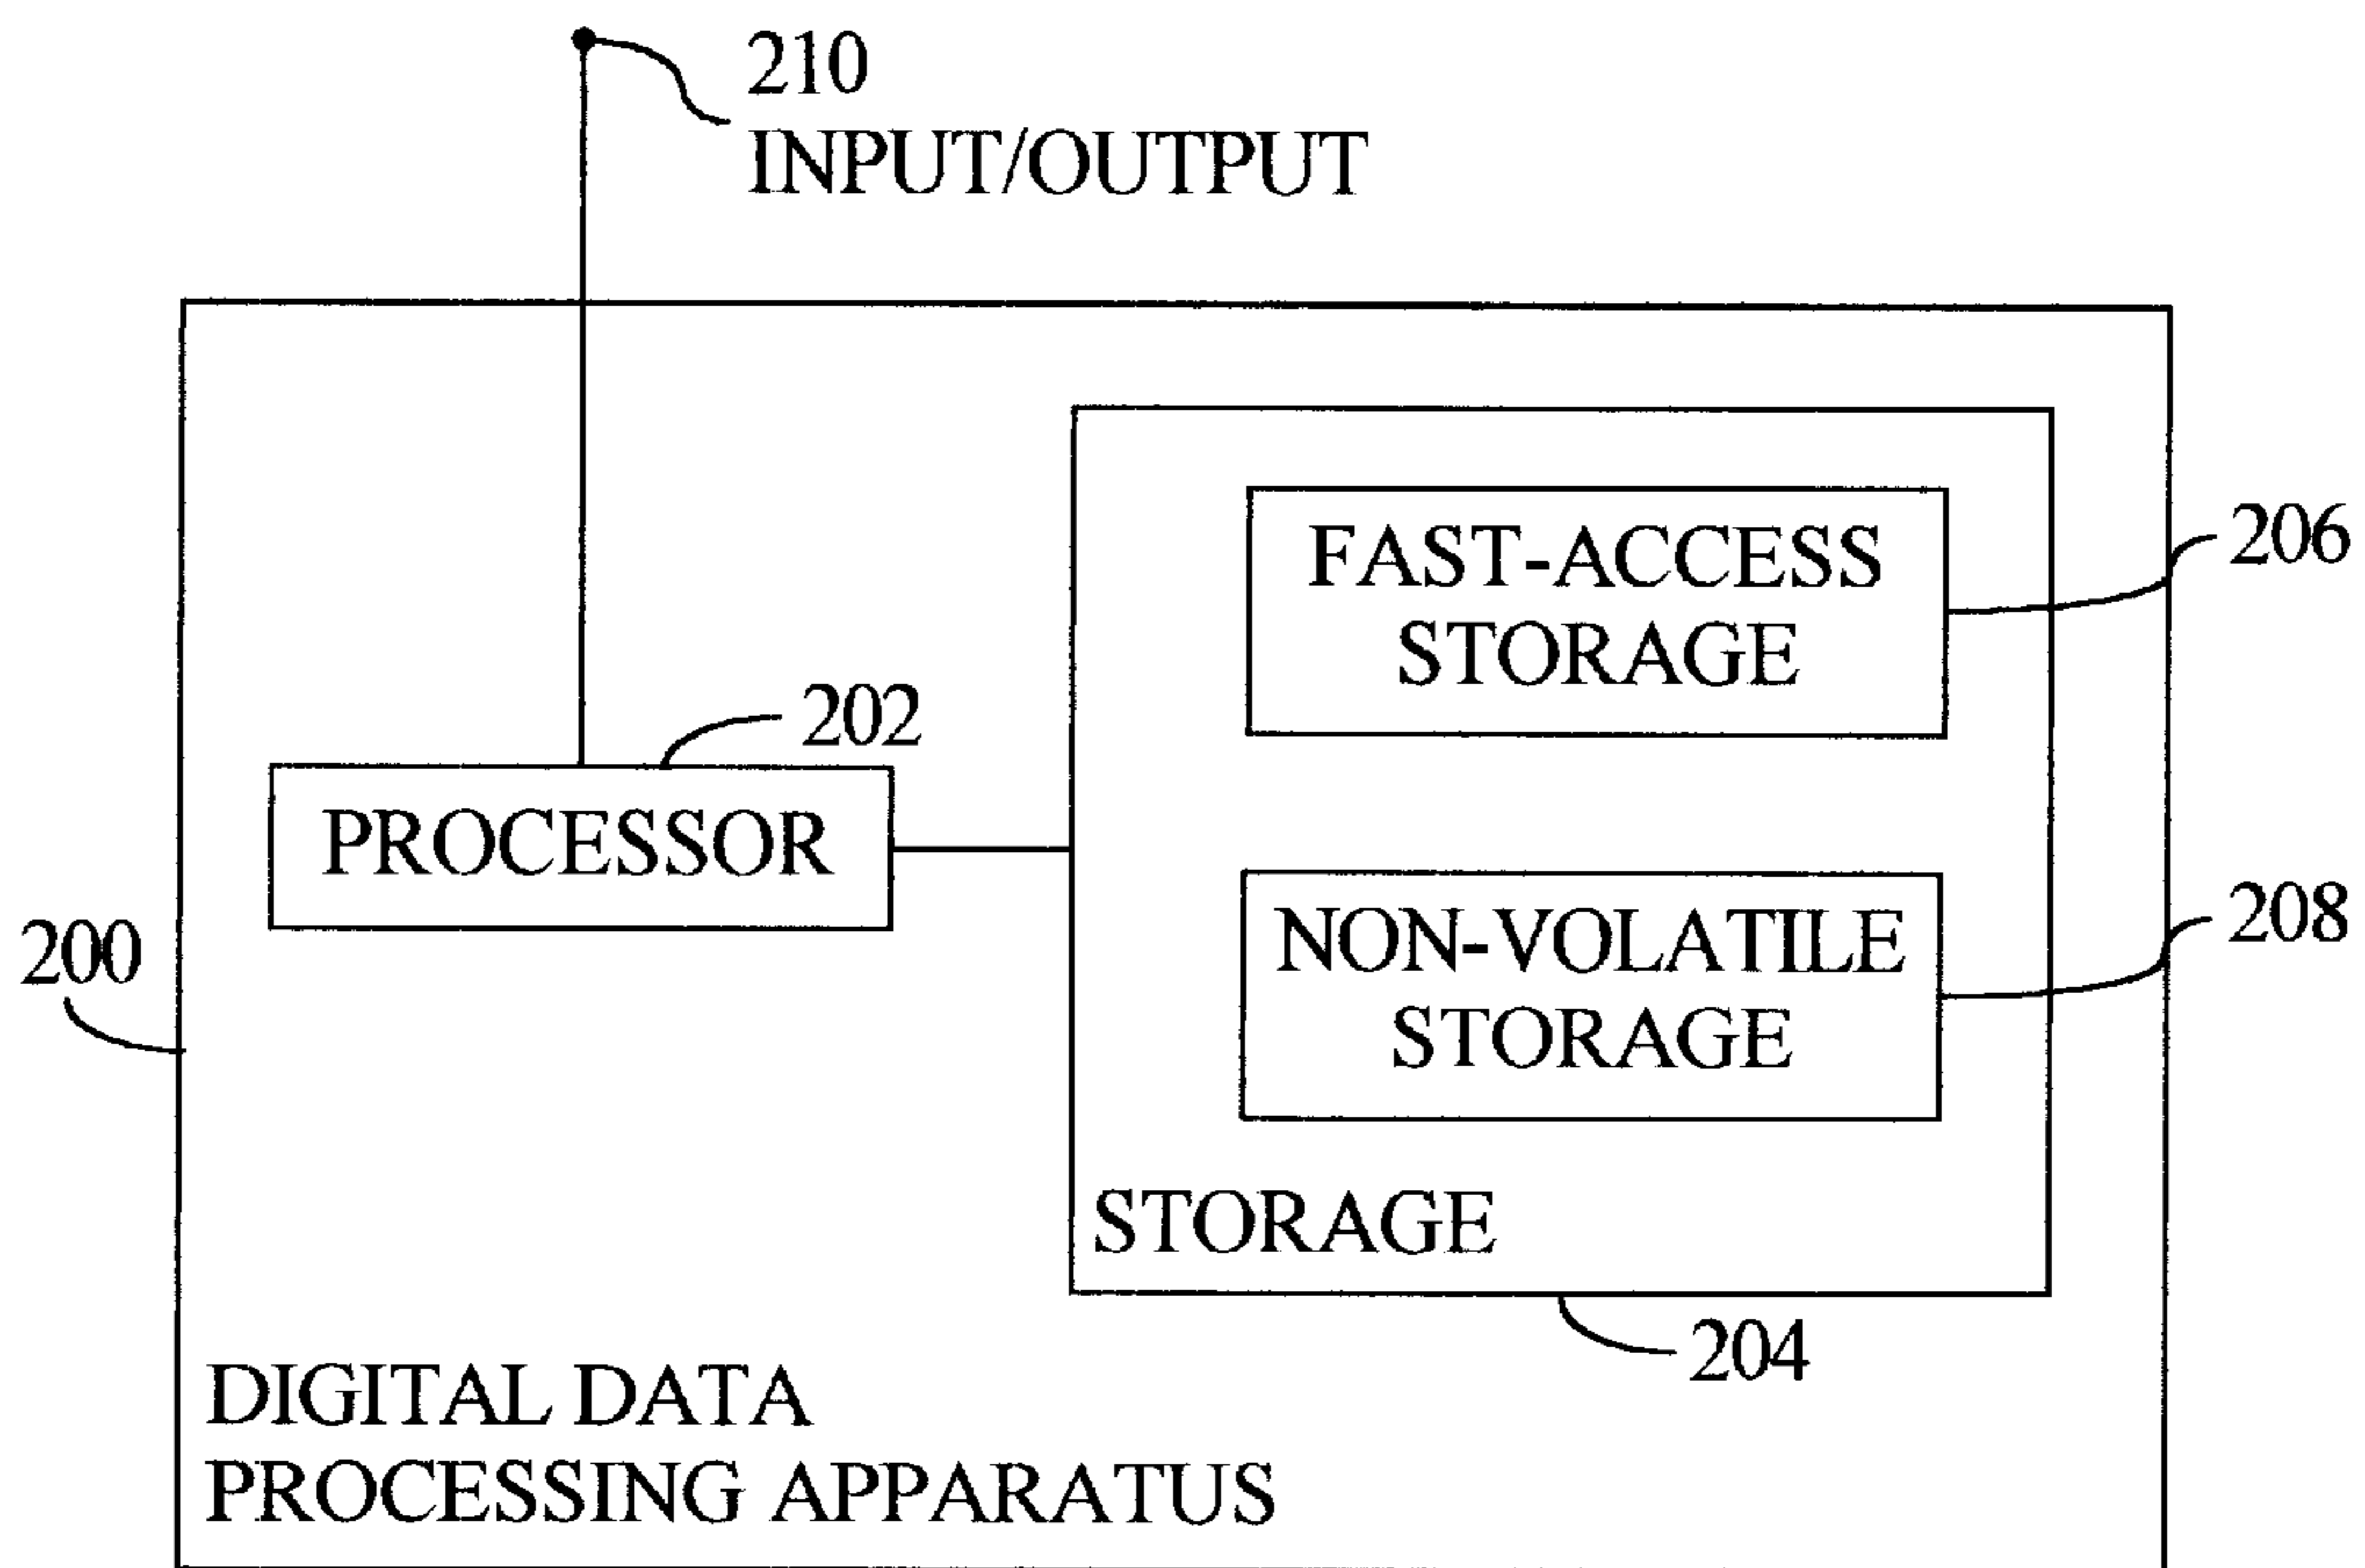 210
INPUT/OUTPUT
FAST-ACCESS
STORAGE
206
202
PROCESSOR
200
NON-VOLATILE
STORAGE
208
STORAGE
204
DIGITAL DATA
PROCESSING APPARATUS